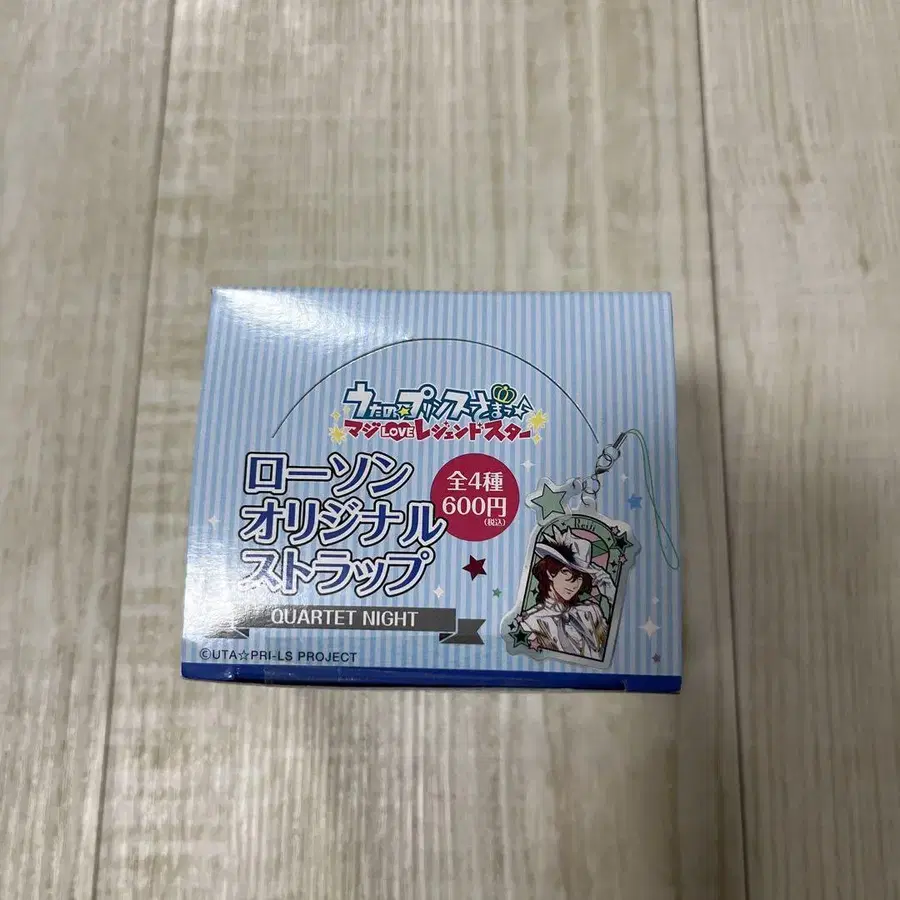 うたの☆プリンスさまっ♪
マジLOVEレジェンドスター
ローソン
オリジナル
ストラップ
全4種
600円
(税込)
QUARTET NIGHT
Reiji
©UTA☆PRI-LS PROJECT